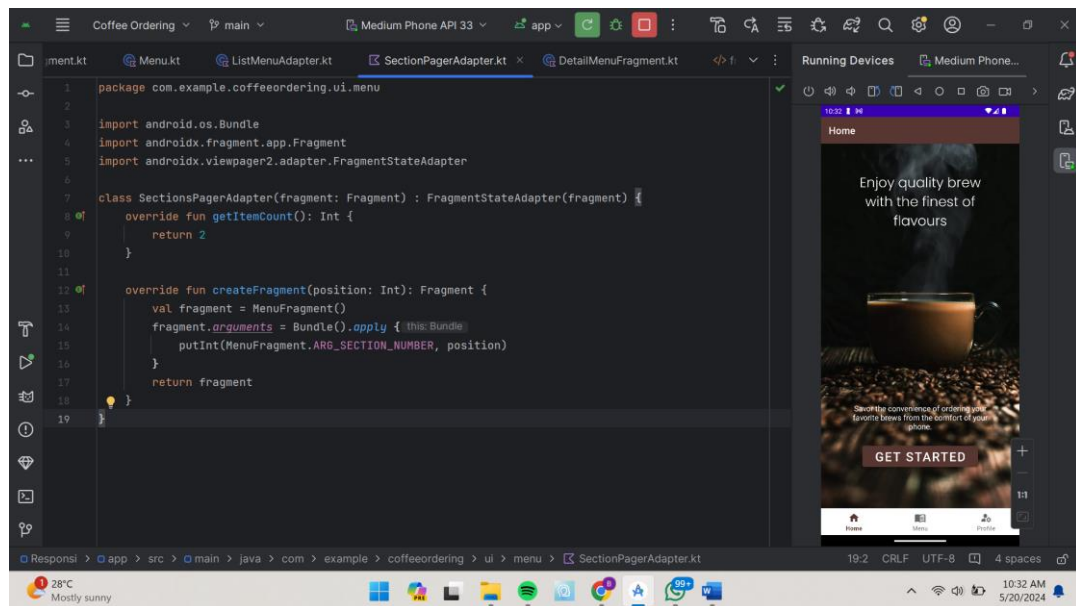 Coffee Ordering
main
Medium Phone API 33
app
ment.kt
Menu.kt
ListMenuAdapter.kt
SectionPagerAdapter.kt
DetailMenuFragment.kt
Running Devices
Medium Phone...
1 package com.example.coffeeordering.ui.menu
2
3 import android.os.Bundle
4 import androidx.fragment.app.Fragment
5 import androidx.viewpager2.adapter.FragmentStateAdapter
6
7 class SectionsPagerAdapter(fragment: Fragment) : FragmentStateAdapter(fragment) {
8 override fun getItemCount(): Int {
9 return 2
10 }
11
12 override fun createFragment(position: Int): Fragment {
13 val fragment = MenuFragment()
14 fragment.arguments = Bundle().apply { this: Bundle
15 putInt(MenuFragment.ARG_SECTION_NUMBER, position)
16 }
17 return fragment
18 }
19 }
10:32
Home
Enjoy quality brew
with the finest of
flavours
Savor the convenience of ordering your
favorite brews from the comfort of your
phone.
GET STARTED
1:1
Home
Menu
Profile
Responsi > app > src > main > java > com > example > coffeeordering > ui > menu > SectionPagerAdapter.kt
19:2 CRLF UTF-8 4 spaces
1
28°C
Mostly sunny
PRE
99+
10:32 AM
5/20/2024